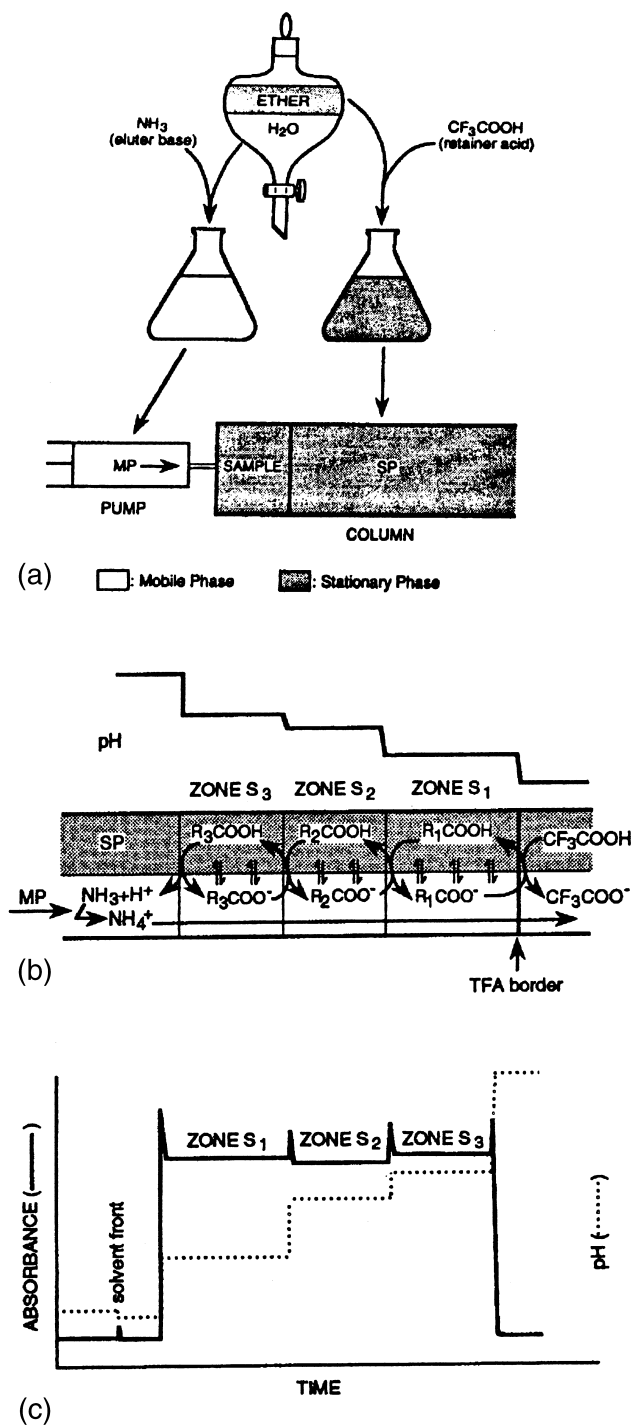 ETHER
H₂O
NH₃
(eluter base)
CF₃COOH
(retainer acid)
MP
SAMPLE
SP
PUMP
COLUMN
(a)
: Mobile Phase
: Stationary Phase
pH
ZONE S₃
ZONE S₂
ZONE S₁
SP
R₃COOH
R₂COOH
R₁COOH
CF₃COOH
MP
NH₃+H⁺
R₃COO⁻
R₂COO⁻
R₁COO⁻
CF₃COO⁻
NH₄⁺
TFA border
(b)
ABSORBANCE (——)
solvent front
ZONE S₁
ZONE S₂
ZONE S₃
pH (......)
TIME
(c)